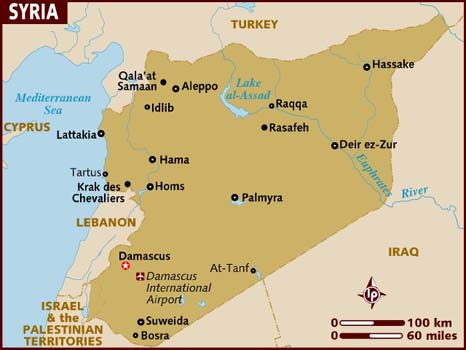 SYRIA
TURKEY
Hassake
Qala'at
Samaan
Aleppo
Lake
al-Assad
Mediterranean
Sea
Idlib
Raqqa
CYPRUS
Lattakia
Rasafeh
Deir ez-Zur
Hama
Tartus
Euphrates
River
Krak des
Chevaliers
Homs
Palmyra
LEBANON
IRAQ
Damascus
At-Tanf
Damascus
International
Airport
ISRAEL
& the
PALESTINIAN
TERRITORIES
lp
Suweida
Bosra
0
100 km
0
60 miles